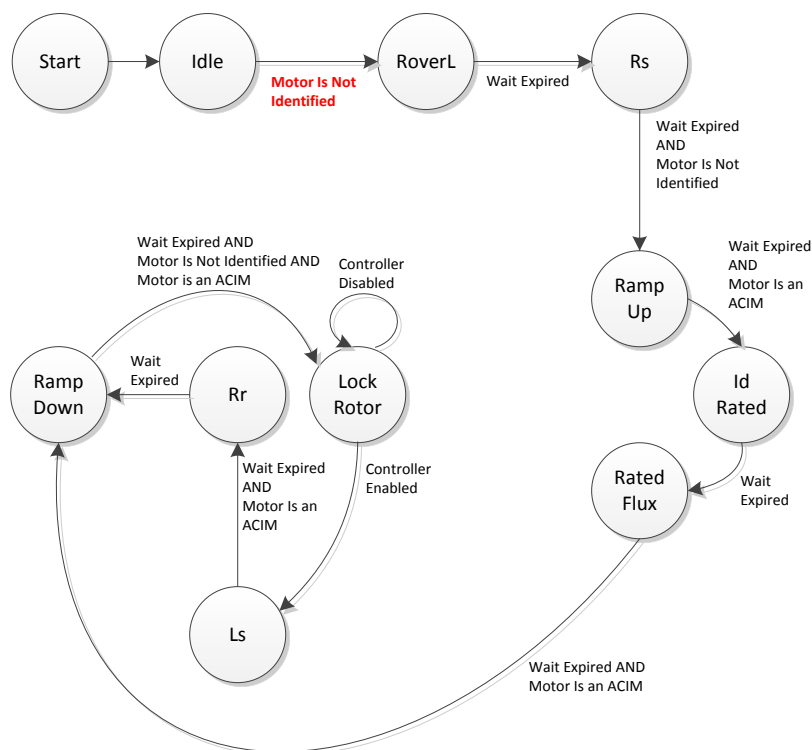 Start
Idle
Motor Is Not
Identified
RoverL
Wait Expired
Rs
Wait Expired
AND
Motor Is Not
Identified
Ramp
Up
Wait Expired
AND
Motor Is an
ACIM
Id
Rated
Wait
Expired
Rated
Flux
Wait Expired AND
Motor Is an ACIM
Ramp
Down
Wait Expired AND
Motor Is Not Identified AND
Motor is an ACIM
Controller
Disabled
Lock
Rotor
Controller
Enabled
Ls
Wait Expired
AND
Motor Is an
ACIM
Rr
Wait
Expired